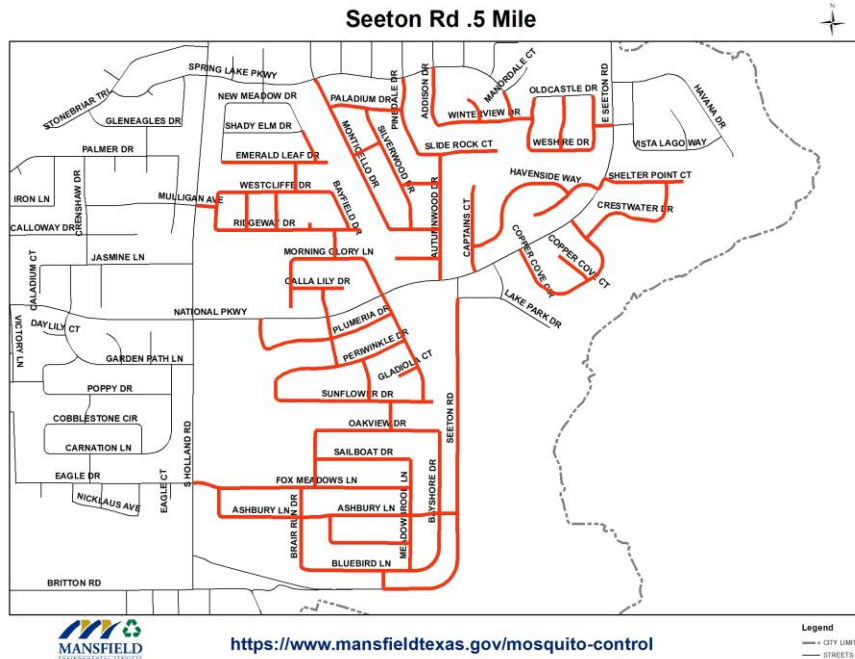 Seeton Rd .5 Mile
N
SPRING LAKE PKWY
STONEBRIAR TRL
GLENEAGLES DR
NEW MEADOW DR
SHADY ELM DR
PALADIUM DR
PINEDALE DR
ADDISON DR
MANORDALE CT
OLDCASTLE DR
E SEETON RD
HAVANA DR
WINTERVIEW DR
WESHIRE DR
VISTA LAGO WAY
PALMER DR
EMERALD LEAF DR
MONTICELLO DR
SILVERWOOD DR
SLIDE ROCK CT
IRON LN
CRENSHAW DR
MULLIGAN AVE
WESTCLIFFE DR
BAYFIELD DR
HAVENSIDE WAY
SHELTER POINT CT
CRESTWATER DR
CALLOWAY DR
RIDGEWAY DR
AUTUMNWOOD DR
CAPTAINS CT
MORNING GLORY LN
COPPER COVE CIR
COPPER COVE CT
JASMINE LN
CALADIUM CT
CALLA LILY DR
LAKE PARK DR
NATIONAL PKWY
VICTORY LN
DAYLILY CT
PLUMERIA DR
PERIWINKLE DR
GLADIOLA CT
GARDEN PATH LN
POPPY DR
SUNFLOWER DR
COBBLESTONE CIR
OAKVIEW DR
SEETON RD
CARNATION LN
SAILBOAT DR
S HOLLAND RD
EAGLE DR
EAGLE CT
FOX MEADOWS LN
NICKLAUS AVE
ASHBURY LN
ASHBURY LN
BRAIR RUN DR
MEADOWBROOK LN
BAYSHORE DR
BLUEBIRD LN
BRITTON RD
MANSFIELD
ENVIRONMENTAL SERVICES
https://www.mansfieldtexas.gov/mosquito-control
Legend
CITY LIMIT
STREETS